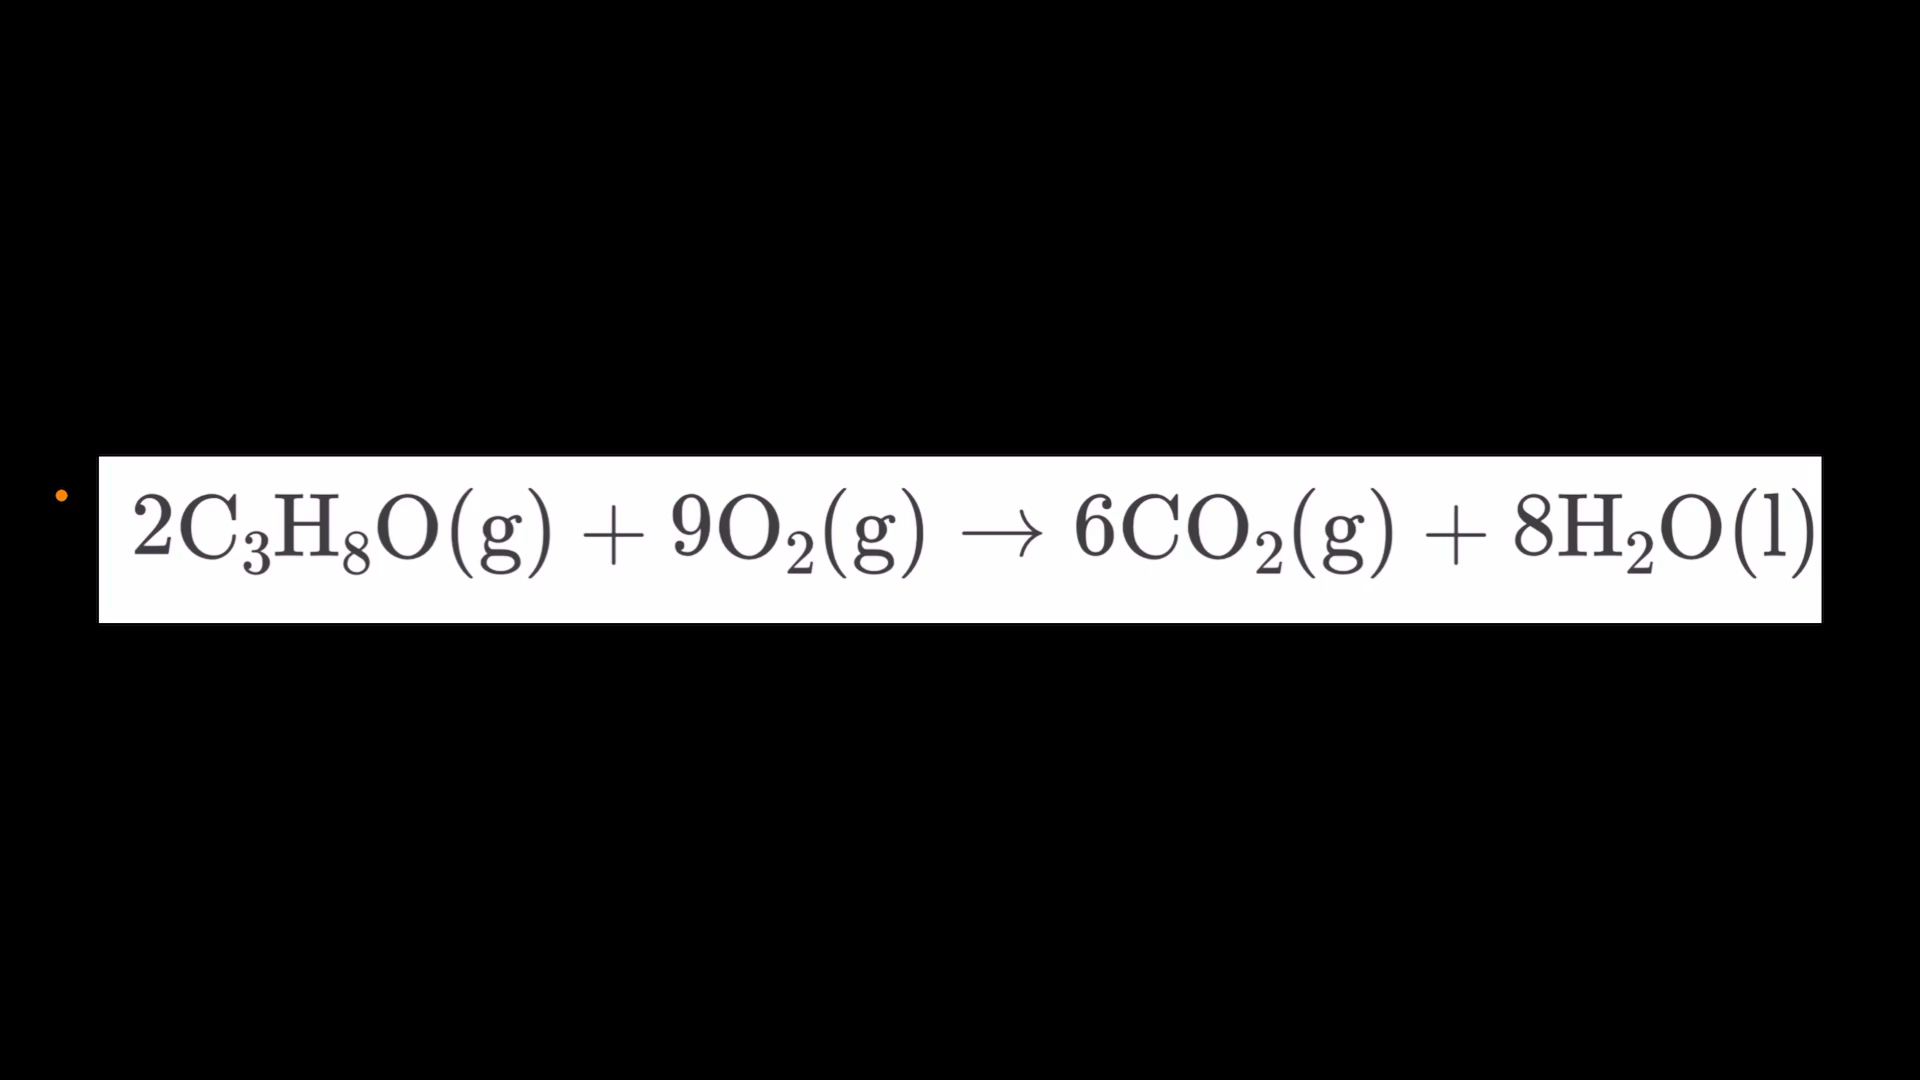 2C₃H₈O(g) + 9O₂(g) → 6CO₂(g) + 8H₂O(l)